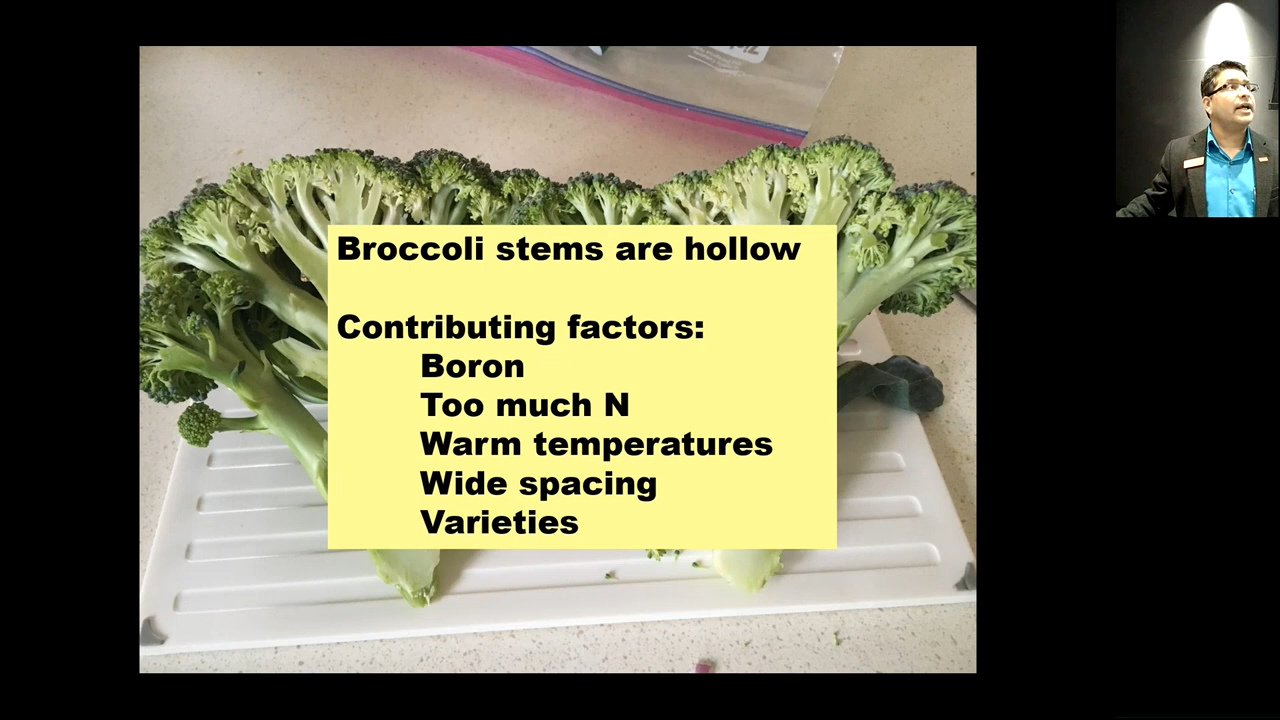 Broccoli stems are hollow
Contributing factors:
Boron
Too much N
Warm temperatures
Wide spacing
Varieties